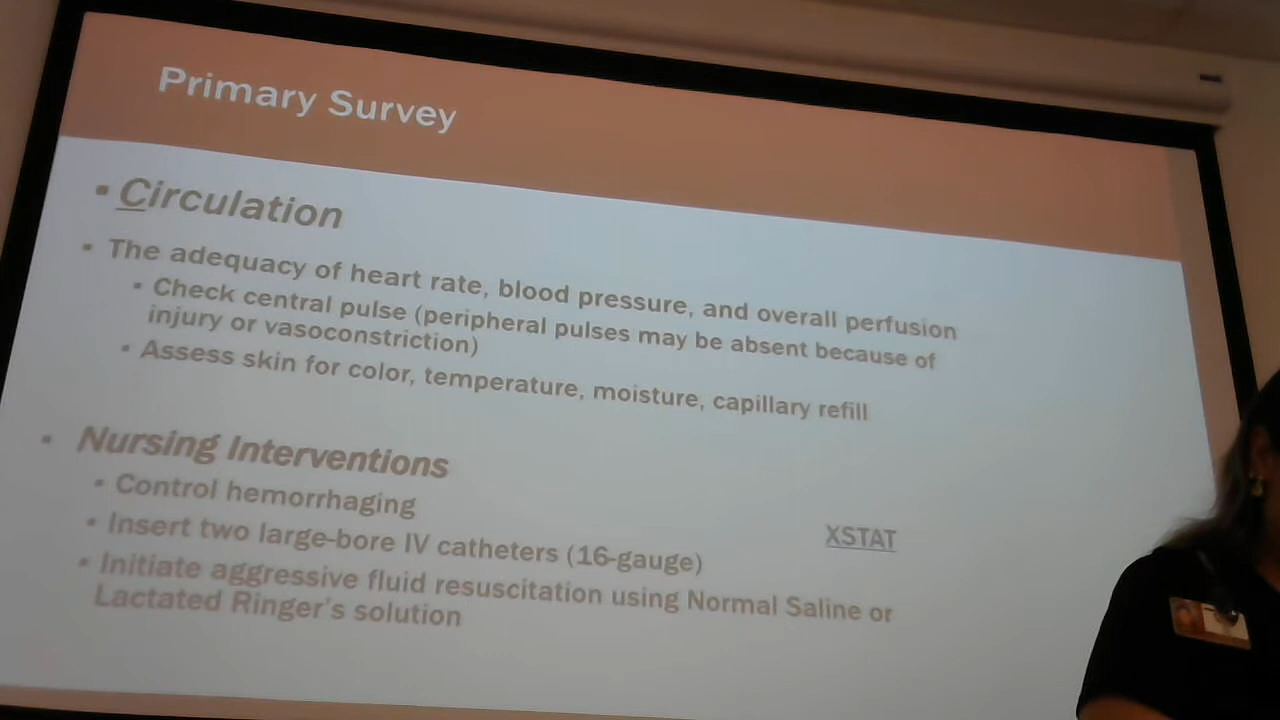 Primary Survey
▪ Circulation
▪ The adequacy of heart rate, blood pressure, and overall perfusion
▪ Check central pulse (peripheral pulses may be absent because of
injury or vasoconstriction)
▪ Assess skin for color, temperature, moisture, capillary refill
▪ Nursing Interventions
▪ Control hemorrhaging
▪ Insert two large-bore IV catheters (16-gauge)
XSTAT
▪ Initiate aggressive fluid resuscitation using Normal Saline or
Lactated Ringer's solution